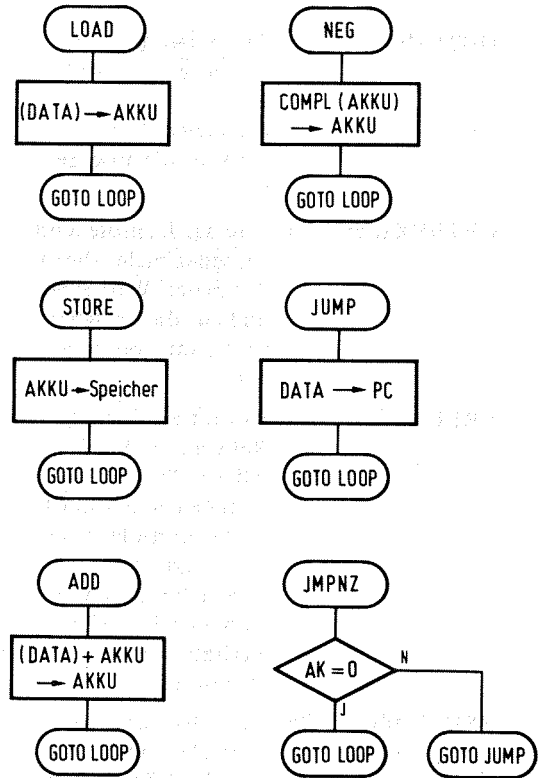 LOAD
(DATA) → AKKU
GOTO LOOP
NEG
COMPL (AKKU)
→ AKKU
GOTO LOOP
STORE
AKKU → Speicher
GOTO LOOP
JUMP
DATA → PC
GOTO LOOP
ADD
(DATA) + AKKU
→ AKKU
GOTO LOOP
JMPNZ
AK = 0
N
J
GOTO LOOP
GOTO JUMP